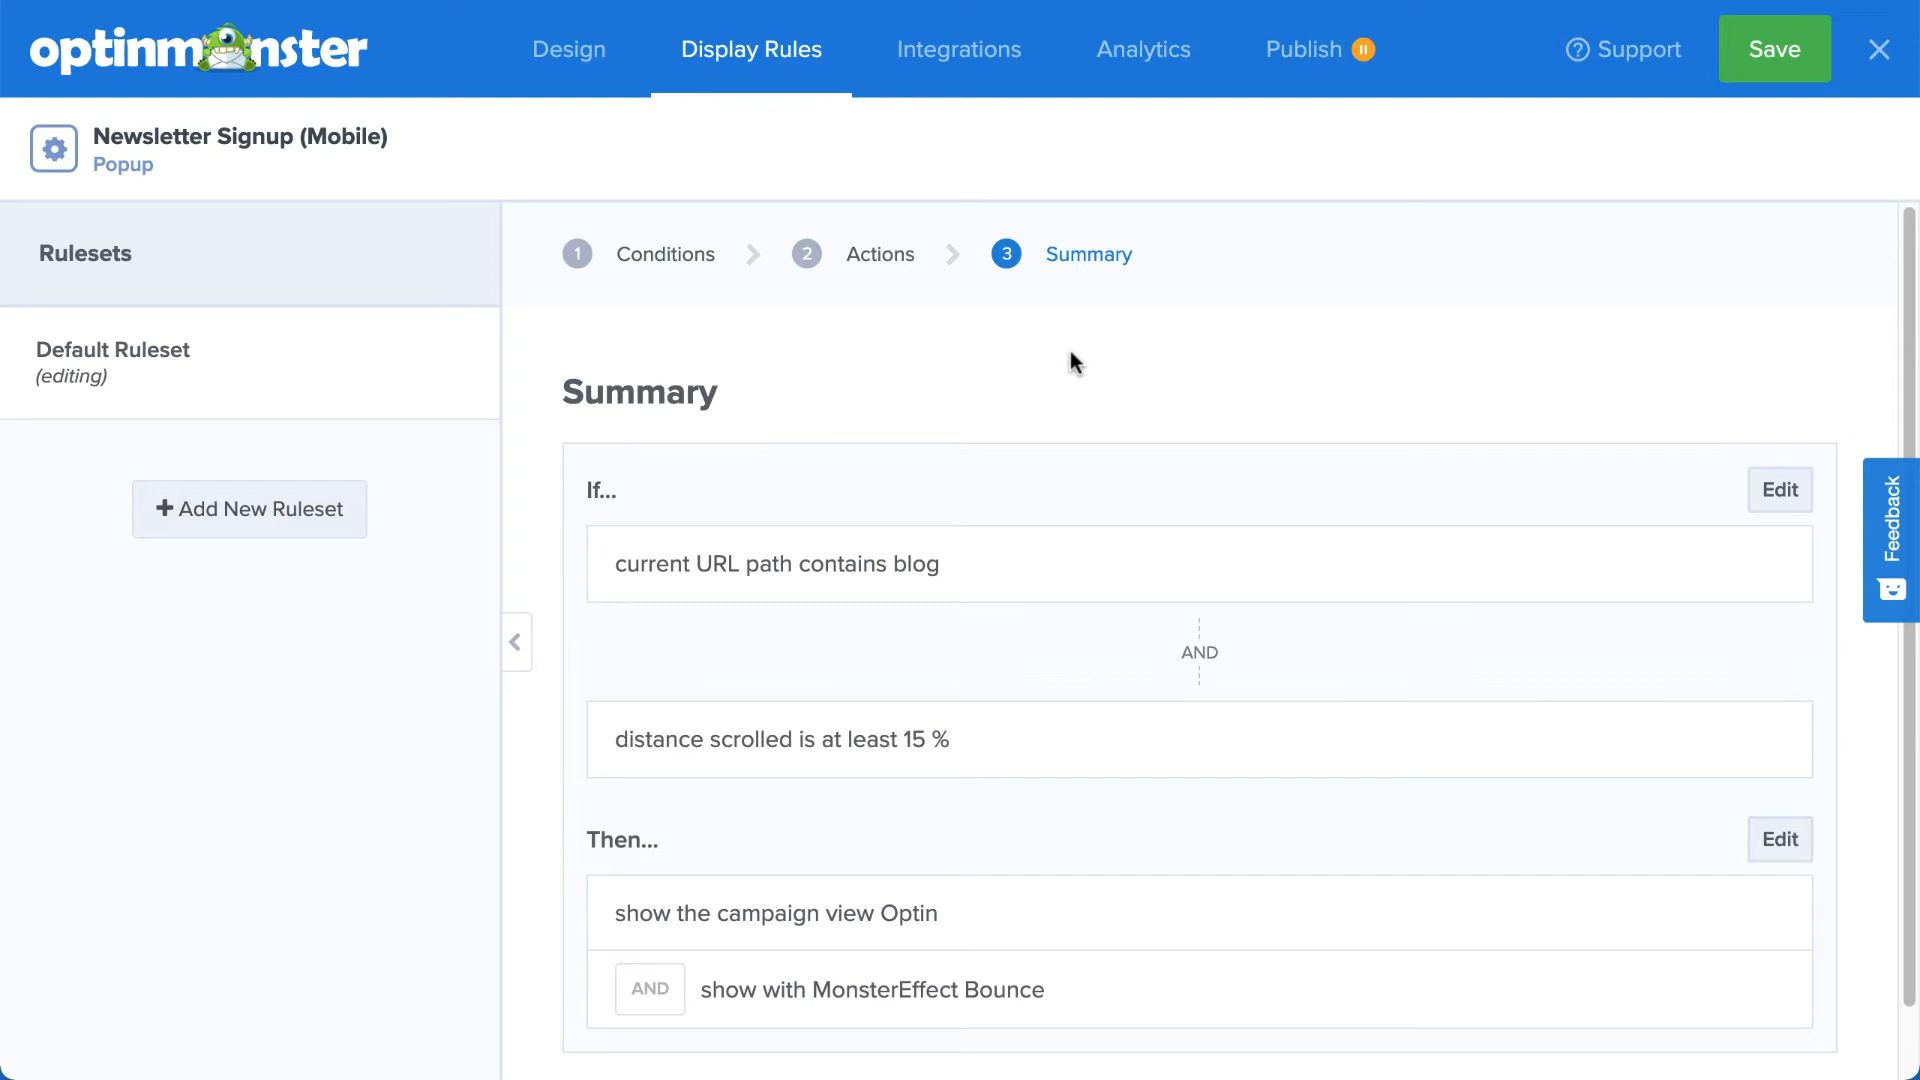 optinmonster
Design
Display Rules
Integrations
Analytics
Publish
Support
Save
Newsletter Signup (Mobile)
Popup
Rulesets
1 Conditions
2 Actions
3 Summary
Default Ruleset
(editing)
Add New Ruleset
Summary
If...
Edit
current URL path contains blog
AND
distance scrolled is at least 15 %
Then...
Edit
show the campaign view Optin
AND show with MonsterEffect Bounce
Feedback